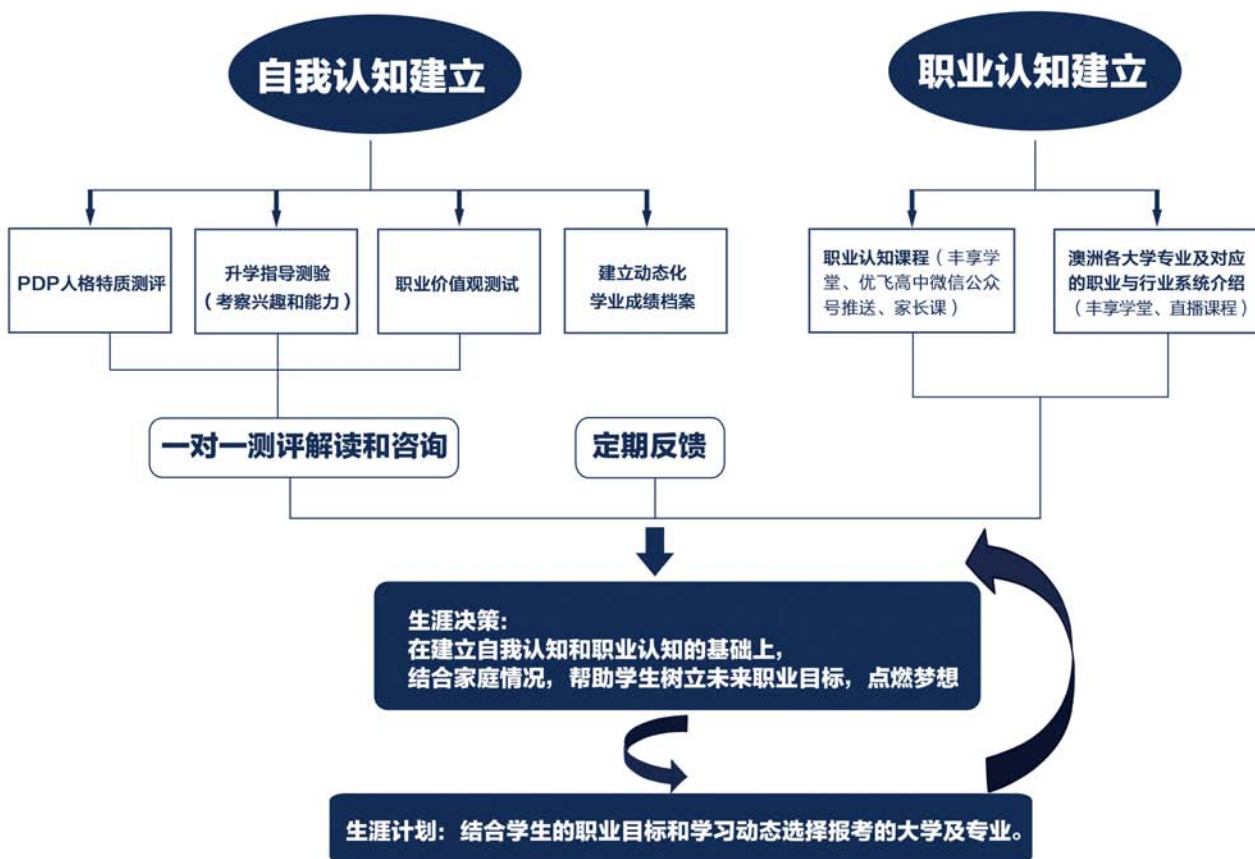 自我认知建立
职业认知建立
PDP人格特质测评
升学指导测验
（考察兴趣和能力）
职业价值观测试
建立动态化
学业成绩档案
职业认知课程（丰享学
堂、优飞高中微信公众
号推送、家长课）
澳洲各大学专业及对应
的职业与行业系统介绍
（丰享学堂、直播课程）
一对一测评解读和咨询
定期反馈
生涯决策：
在建立自我认知和职业认知的基础上，
结合家庭情况，帮助学生树立未来职业目标，点燃梦想
生涯计划：结合学生的职业目标和学习动态选择报考的大学及专业。